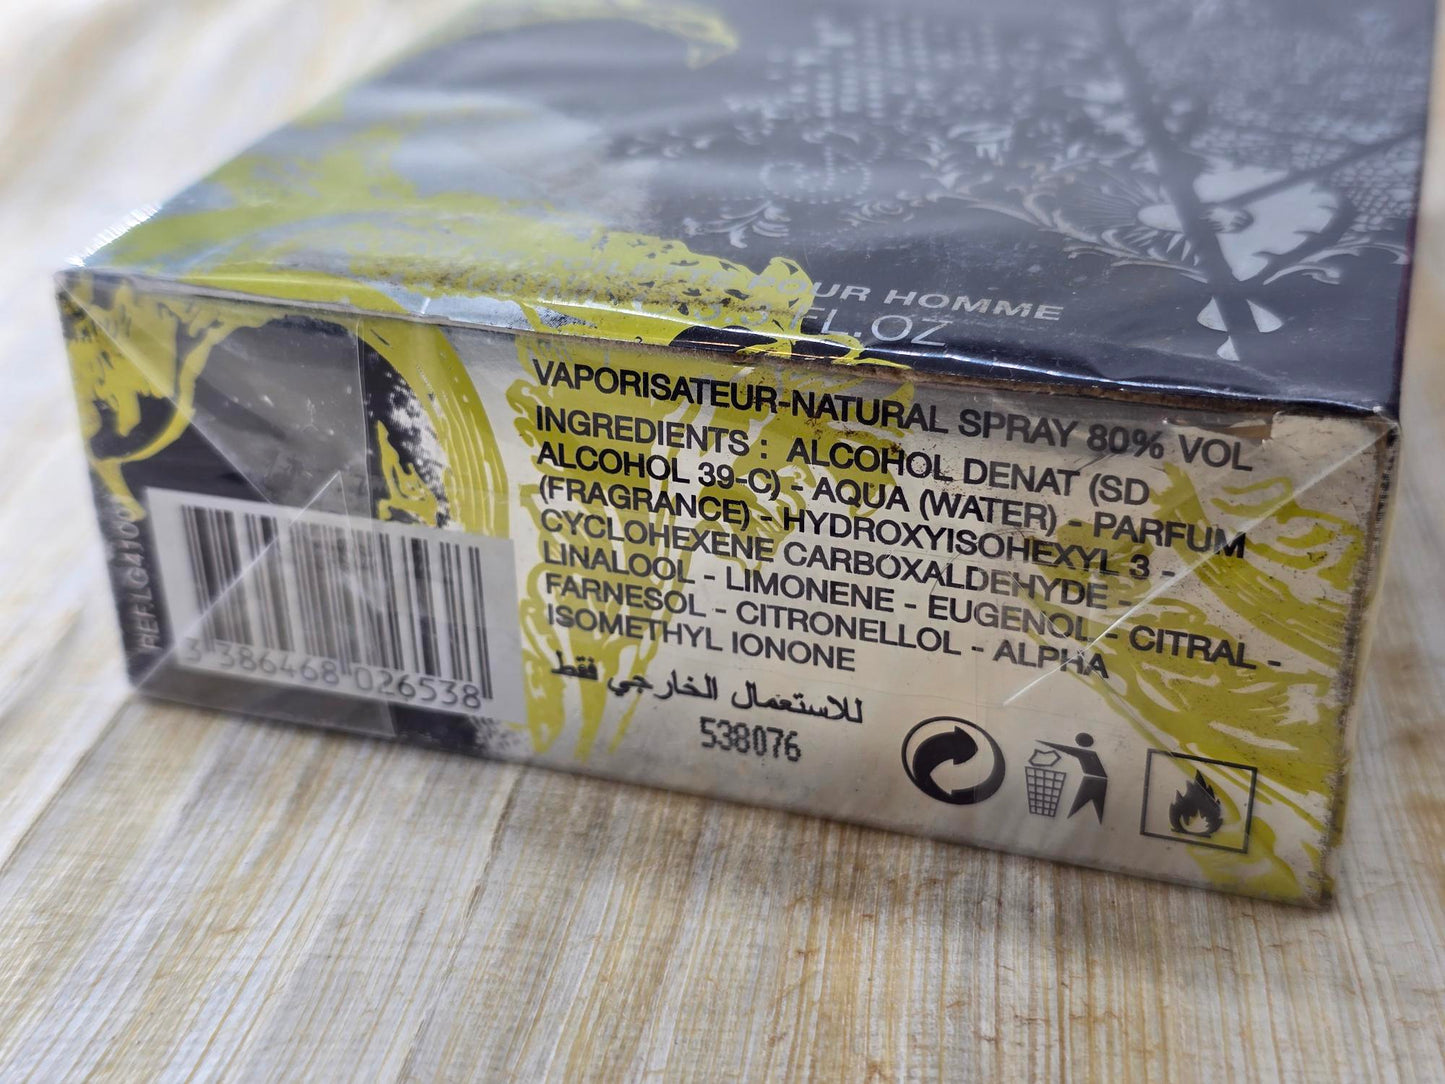 POUR HOMME
FL.OZ
VAPORISATEUR-NATURAL SPRAY 80% VOL
INGREDIENTS : ALCOHOL DENAT (SD
ALCOHOL 39-C) - AQUA (WATER) - PARFUM
(FRAGRANCE) - HYDROXYISOHEXYL 3 -
CYCLOHEXENE CARBOXALDEHYDE -
LINALOOL - LIMONENE - EUGENOL - CITRAL -
FARNESOL - CITRONELLOL - ALPHA
ISOMETHYL IONONE
للاستعمال الخارجي فقط
538076
3 386468 026538